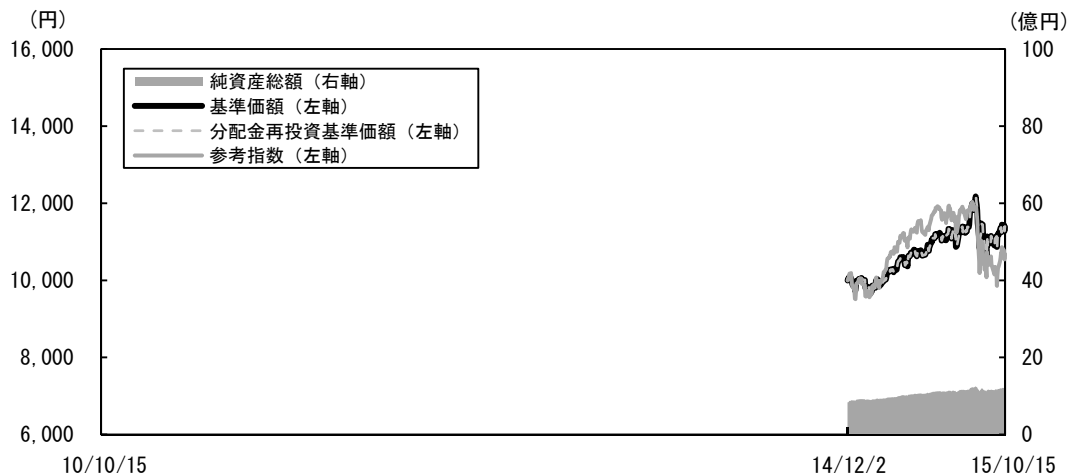 (円)
(億円)
16,000
14,000
12,000
10,000
8,000
6,000
100
80
60
40
20
0
純資産総額（右軸）
基準価額（左軸）
分配金再投資基準価額（左軸）
参考指数（左軸）
10/10/15
14/12/2
15/10/15